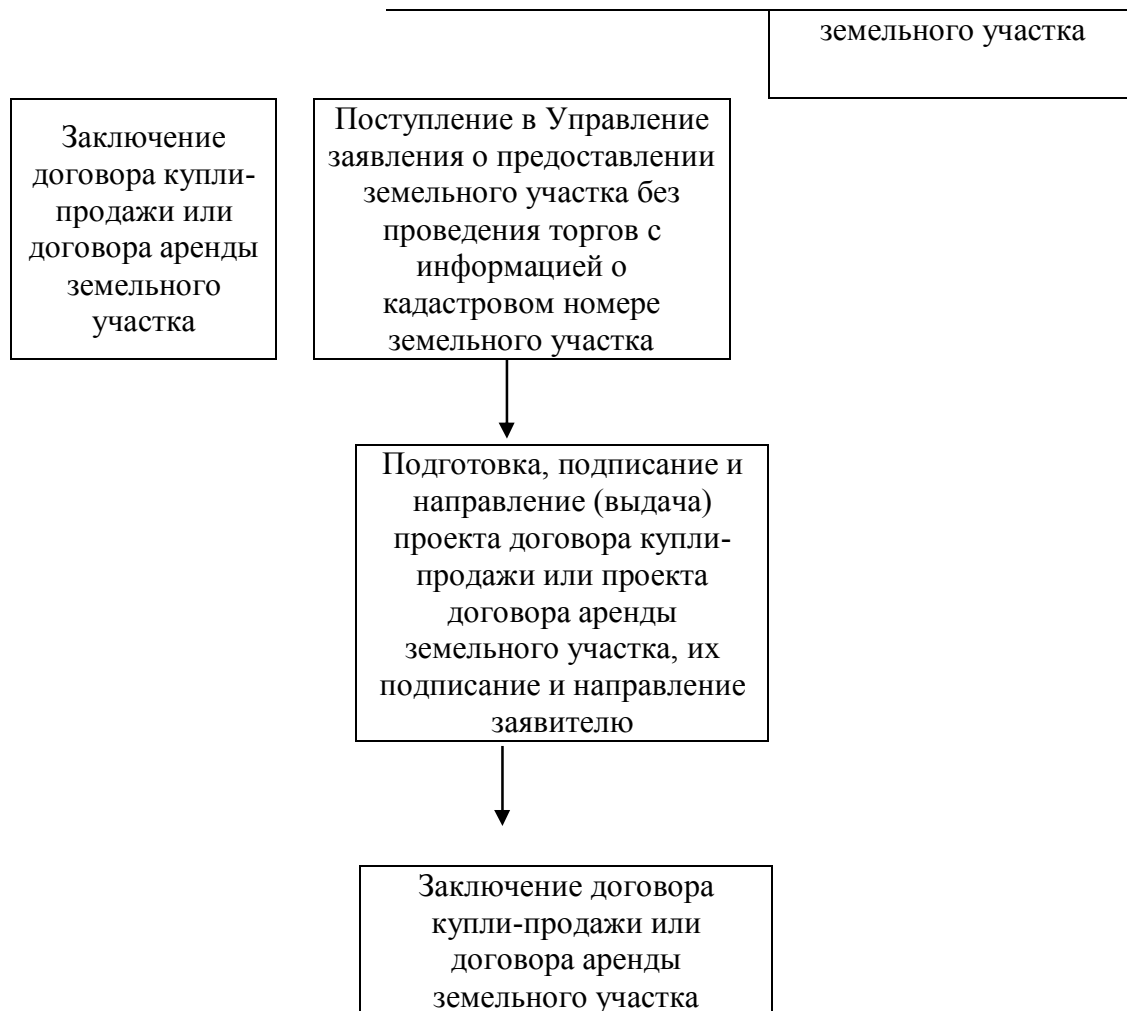 земельного участка
Заключение
договора купли-
продажи или
договора аренды
земельного
участка
Поступление в Управление
заявления о предоставлении
земельного участка без
проведения торгов с
информацией о
кадастровом номере
земельного участка
Подготовка, подписание и
направление (выдача)
проекта договора купли-
продажи или проекта
договора аренды
земельного участка, их
подписание и направление
заявителю
Заключение договора
купли-продажи или
договора аренды
земельного участка